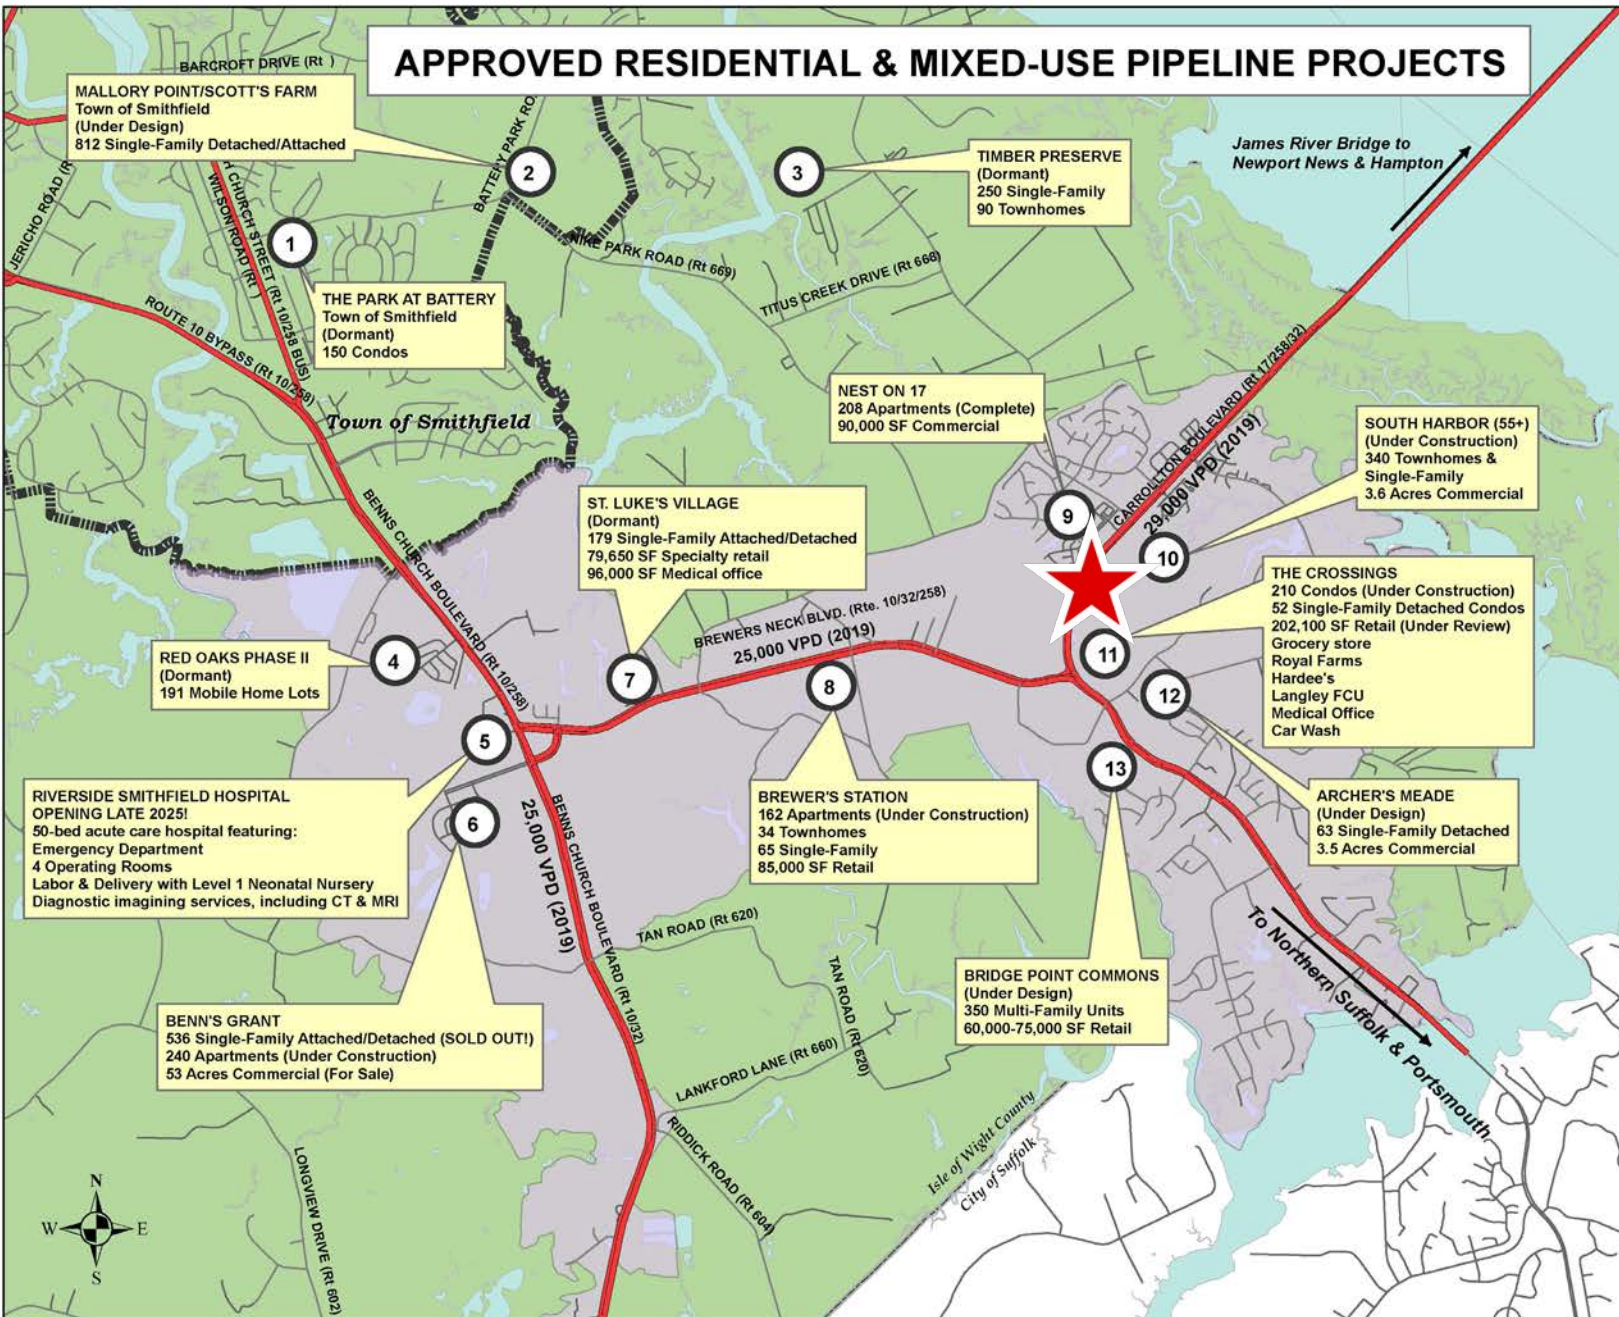 APPROVED RESIDENTIAL & MIXED-USE PIPELINE PROJECTS
BARCROFT DRIVE (Rt )
MALLORY POINT/SCOTT'S FARM
Town of Smithfield
(Under Design)
812 Single-Family Detached/Attached
BATTERY PARK RO
JERICHO ROAD (R
CHURCH STREET (Rt 10/258 BUS)
WILSON ROAD (Rt )
1
2
3
TIMBER PRESERVE
(Dormant)
250 Single-Family
90 Townhomes
James River Bridge to
Newport News & Hampton
NIKE PARK ROAD (Rt 669)
TITUS CREEK DRIVE (Rt 668)
THE PARK AT BATTERY
Town of Smithfield
(Dormant)
150 Condos
ROUTE 10 BYPASS (Rt 10/258)
Town of Smithfield
NEST ON 17
208 Apartments (Complete)
90,000 SF Commercial
CARROLLTON BOULEVARD (Rt 17/258/32)
29,000 VPD (2019)
SOUTH HARBOR (55+)
(Under Construction)
340 Townhomes &
Single-Family
3.6 Acres Commercial
BENNS CHURCH BOULEVARD (Rt 10/258)
ST. LUKE'S VILLAGE
(Dormant)
179 Single-Family Attached/Detached
79,650 SF Specialty retail
96,000 SF Medical office
9
10
THE CROSSINGS
210 Condos (Under Construction)
52 Single-Family Detached Condos
202,100 SF Retail (Under Review)
Grocery store
Royal Farms
Hardee's
Langley FCU
Medical Office
Car Wash
BREWERS NECK BLVD. (Rte. 10/32/258)
25,000 VPD (2019)
RED OAKS PHASE II
(Dormant)
191 Mobile Home Lots
4
7
8
11
12
5
13
6
RIVERSIDE SMITHFIELD HOSPITAL
OPENING LATE 2025!
50-bed acute care hospital featuring:
Emergency Department
4 Operating Rooms
Labor & Delivery with Level 1 Neonatal Nursery
Diagnostic imagining services, including CT & MRI
BREWER'S STATION
162 Apartments (Under Construction)
34 Townhomes
65 Single-Family
85,000 SF Retail
ARCHER'S MEADE
(Under Design)
63 Single-Family Detached
3.5 Acres Commercial
BENNS CHURCH BOULEVARD (Rt 10/32)
25,000 VPD (2019)
TAN ROAD (Rt 620)
TAN ROAD (Rt 620)
To Northern Suffolk & Portsmouth
BRIDGE POINT COMMONS
(Under Design)
350 Multi-Family Units
60,000-75,000 SF Retail
BENN'S GRANT
536 Single-Family Attached/Detached (SOLD OUT!)
240 Apartments (Under Construction)
53 Acres Commercial (For Sale)
LANKFORD LANE (Rt 660)
RIDDICK ROAD (Rt 604)
Isle of Wight County
City of Suffolk
LONGVIEW DRIVE (Rt 602)
N
W
E
S